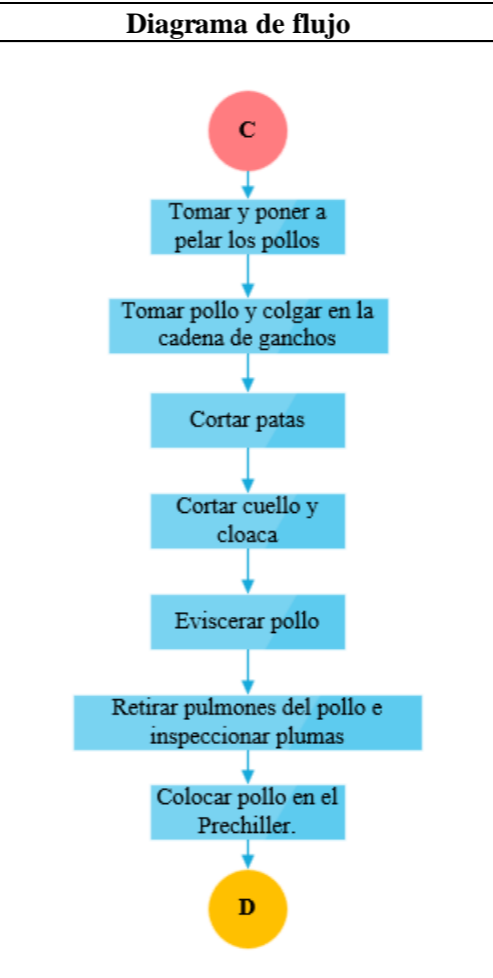 Diagrama de flujo
C
Tomar y poner a
pelar los pollos
Tomar pollo y colgar en la
cadena de ganchos
Cortar patas
Cortar cuello y
cloaca
Eviscerar pollo
Retirar pulmones del pollo e
inspeccionar plumas
Colocar pollo en el
Prechiller.
D